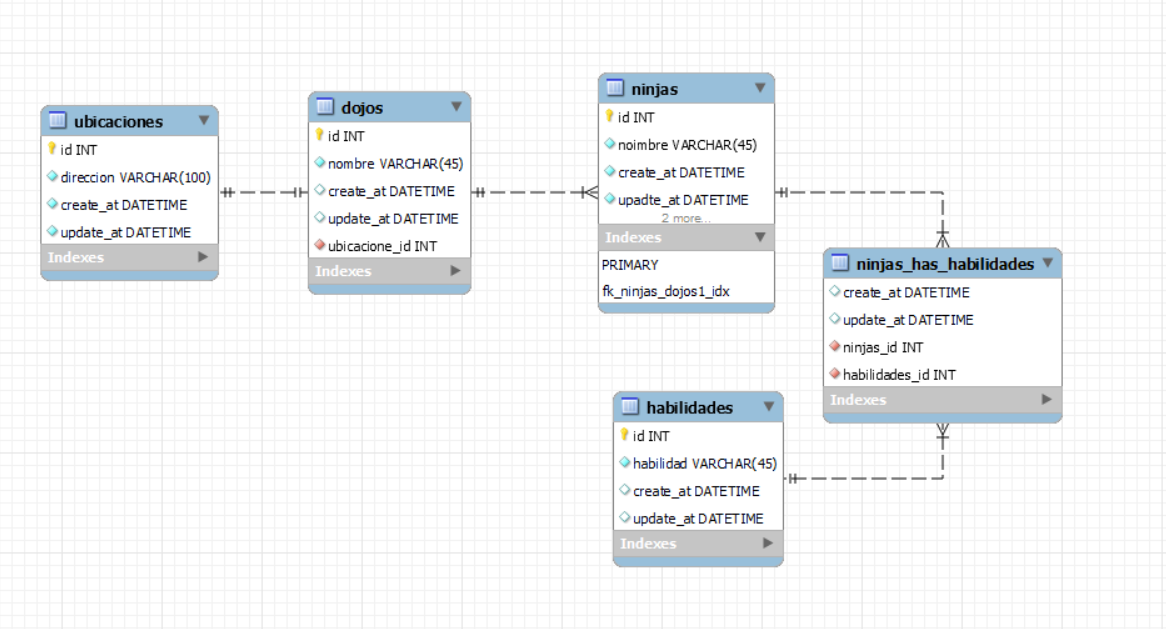 ubicaciones
id INT
direccion VARCHAR(100)
create_at DATETIME
update_at DATETIME
Indexes
dojos
id INT
nombre VARCHAR(45)
create_at DATETIME
update_at DATETIME
ubicacione_id INT
Indexes
ninjas
id INT
noimbre VARCHAR(45)
create_at DATETIME
upadte_at DATETIME
2 more...
Indexes
PRIMARY
fk_ninjas_dojos1_idx
ninjas_has_habilidades
create_at DATETIME
update_at DATETIME
ninjas_id INT
habilidades_id INT
Indexes
habilidades
id INT
habilidad VARCHAR(45)
create_at DATETIME
update_at DATETIME
Indexes